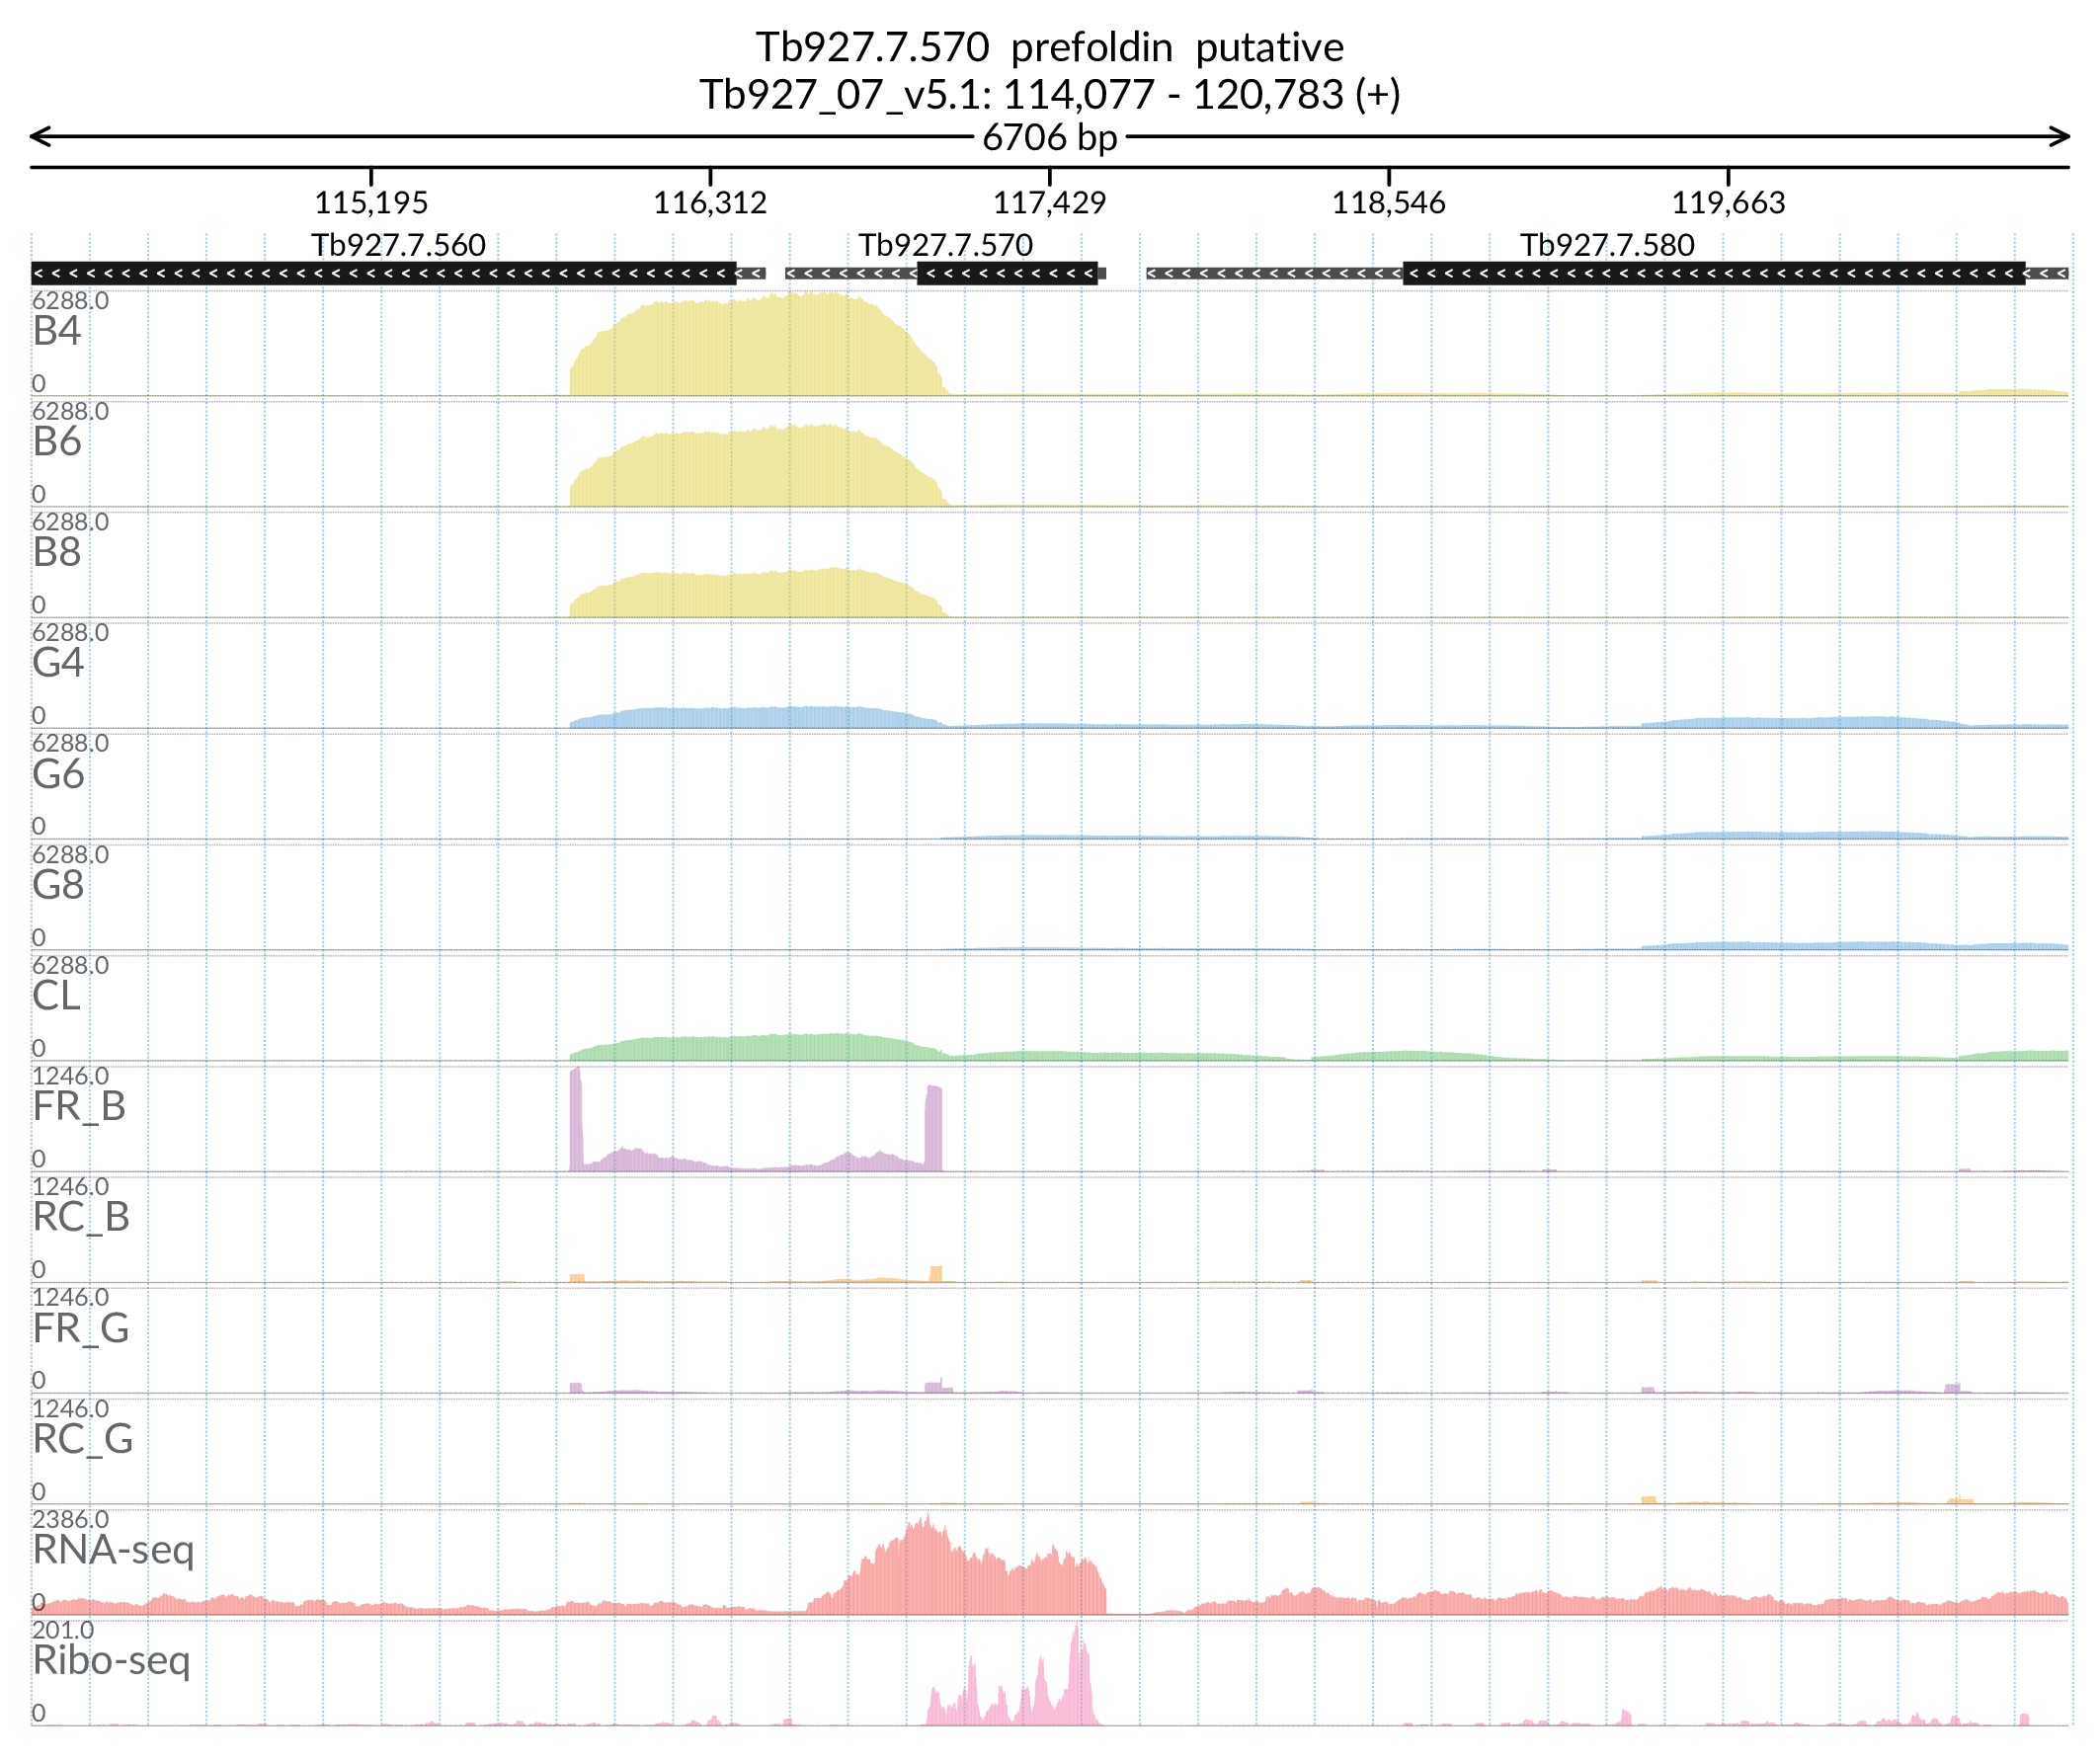 Tb927.7.570 prefoldin putative
Tb927_07_v5.1: 114,077 - 120,783 (+)
6706 bp
115,195 116,312 117,429 118,546 119,663
Tb927.7.560 Tb927.7.570 Tb927.7.580
6288.0
B4
0
6288.0
B6
0
6288.0
B8
0
6288.0
G4
0
6288.0
G6
0
6288.0
G8
0
6288.0
CL
0
1246.0
FR_B
0
1246.0
RC_B
0
1246.0
FR_G
0
1246.0
RC_G
0
2386.0
RNA-seq
0
201.0
Ribo-seq
0